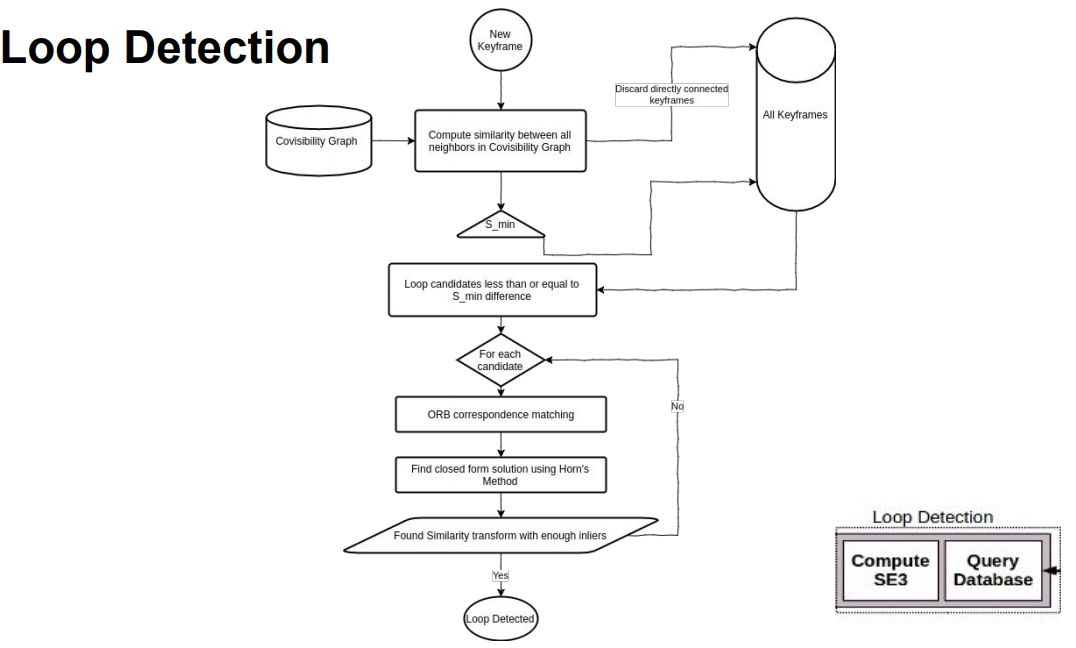 Loop Detection
New
Keyframe
Discard directly connected
keyframes
All Keyframes
Covisibility Graph
Compute similarity between all
neighbors in Covisibility Graph
S_min
Loop candidates less than or equal to
S_min difference
For each
candidate
No
ORB correspondence matching
Find closed form solution using Horn's
Method
Found Similarity transform with enough inliers
Yes
Loop Detected
Loop Detection
Compute
SE3
Query
Database